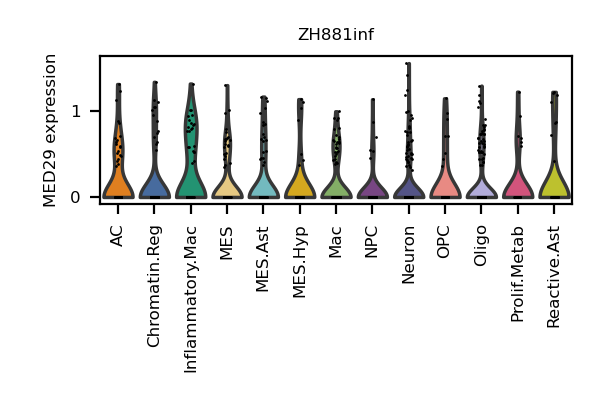 ZH881inf
MED29 expression
1
0
AC
Chromatin.Reg
Inflammatory.Mac
MES
MES.Ast
MES.Hyp
Mac
NPC
Neuron
OPC
Oligo
Prolif.Metab
Reactive.Ast